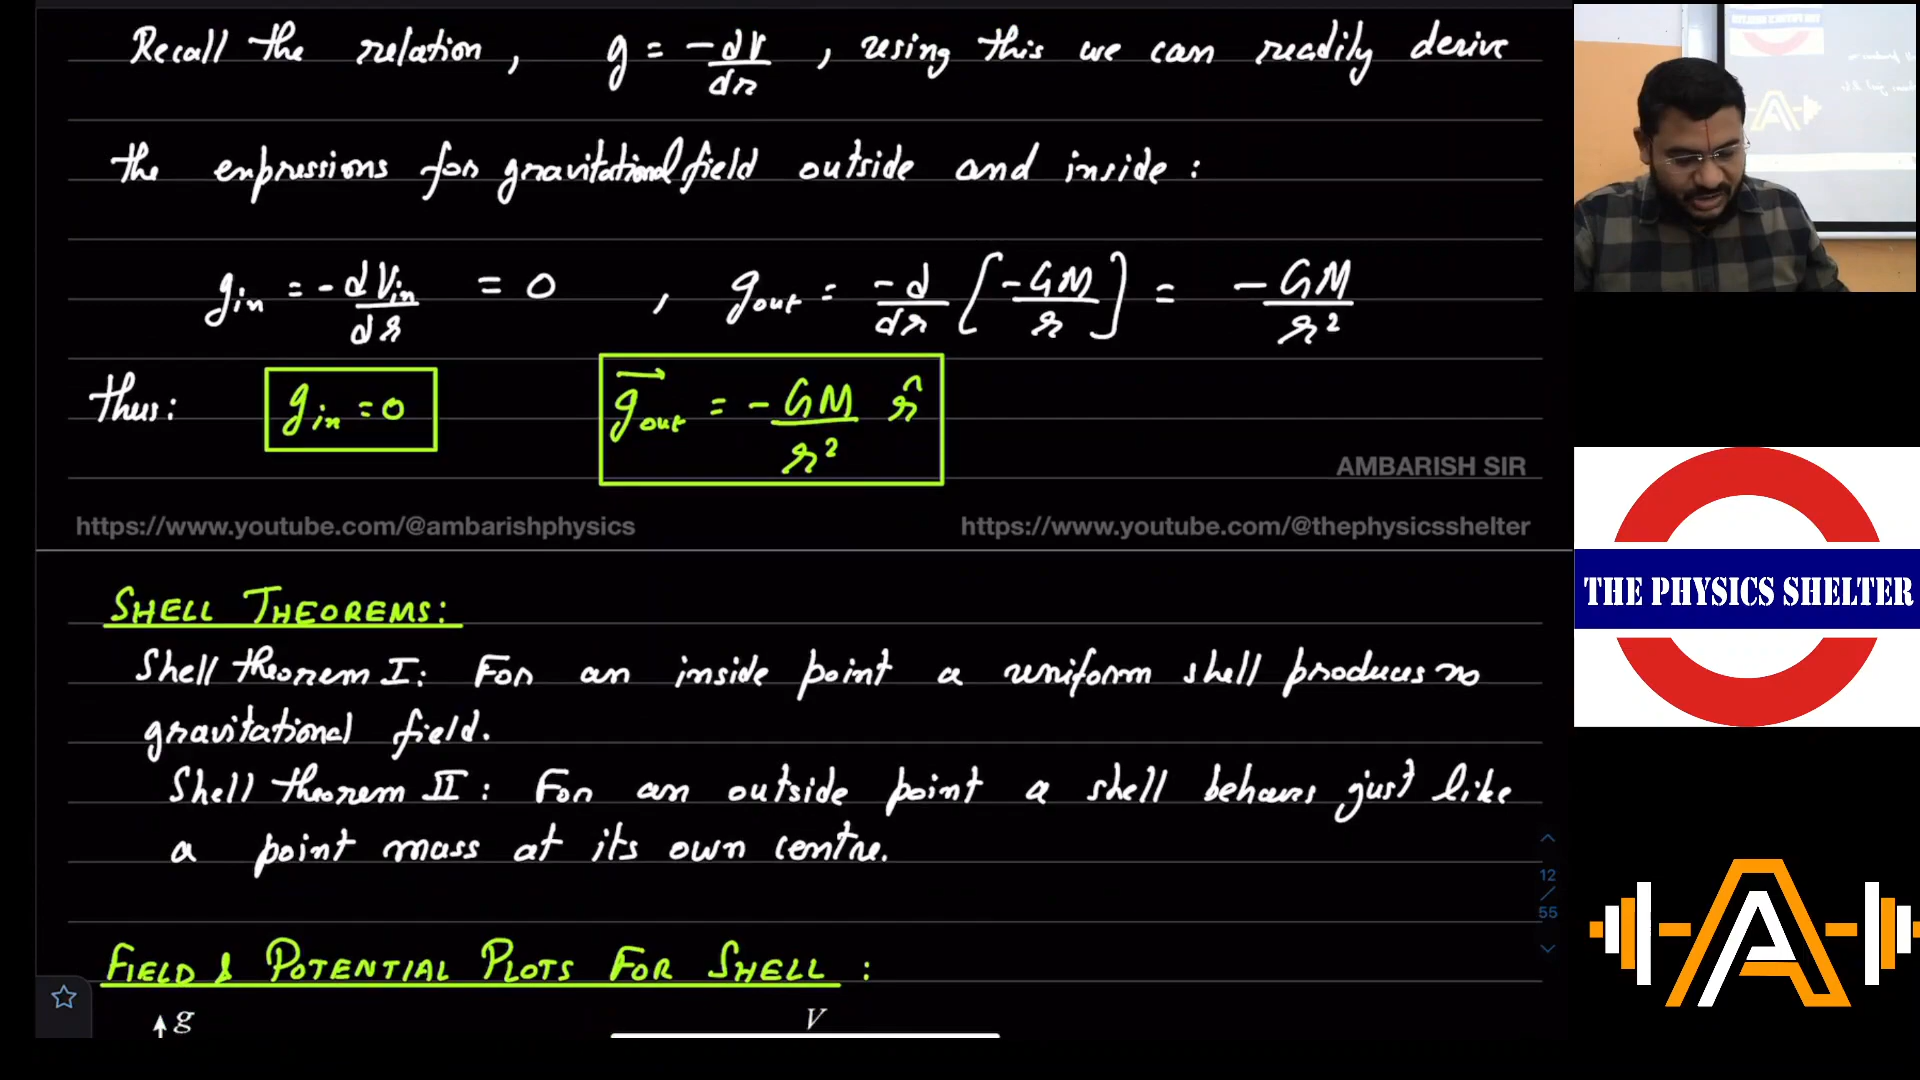 Recall the relation, g = -dV/dr, using this we can readily derive
the expressions for gravitational field outside and inside:
g_in = -dV_in/dr = 0, g_out = -d/dr [-GM/r] = -GM/r²
thus: g_in = 0 \vec{g}_out = -GM/r² r̂
AMBARISH SIR
https://www.youtube.com/@ambarishphysics https://www.youtube.com/@thephysicsshelter
SHELL THEOREMS:
Shell theorem I: For an inside point a uniform shell produces no
gravitational field.
Shell theorem II: For an outside point a shell behaves just like
a point mass at its own centre.
12
/
55
FIELD & POTENTIAL PLOTS FOR SHELL :
g V
THE PHYSICS SHELTER
A